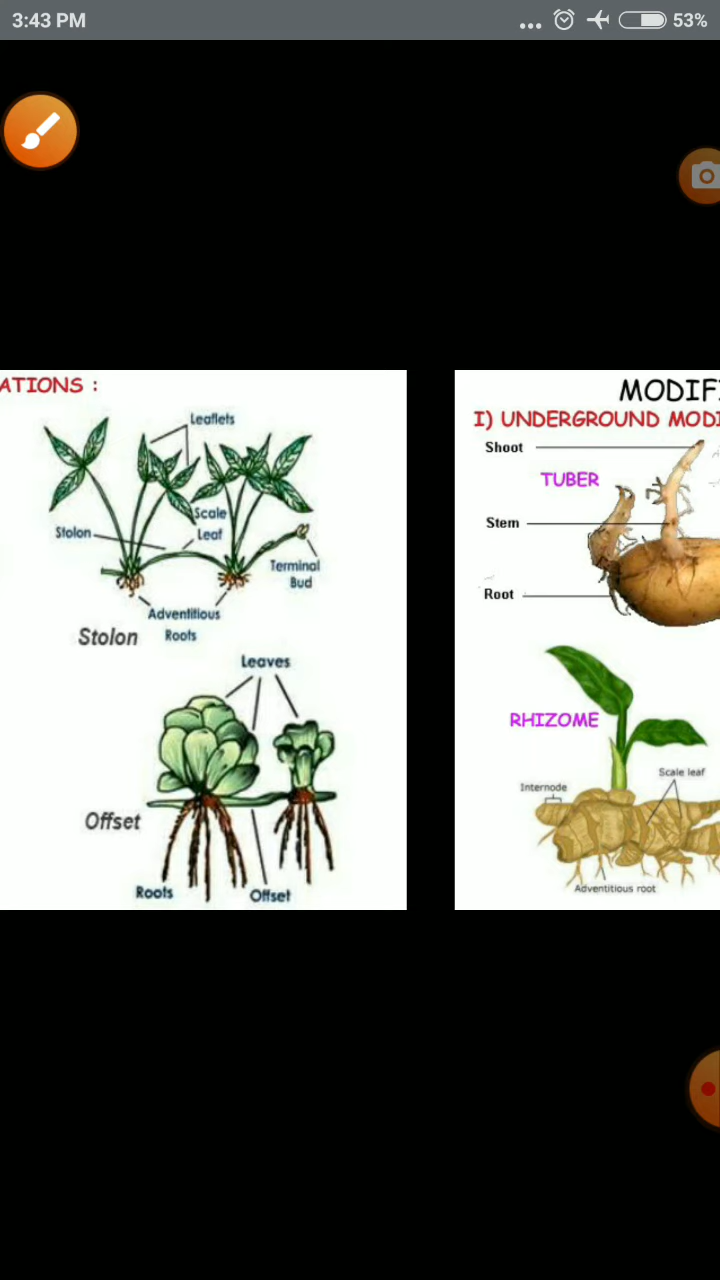 3:43 PM
53%
ATIONS :
Leaflets
Stolon
Scale
Leaf
Terminal
Bud
Adventitious
Roots
Stolon
Leaves
Offset
Roots
Offset
MODIFI
I) UNDERGROUND MODI
Shoot
TUBER
Stem
Root
RHIZOME
Scale leaf
Internode
Adventitious root